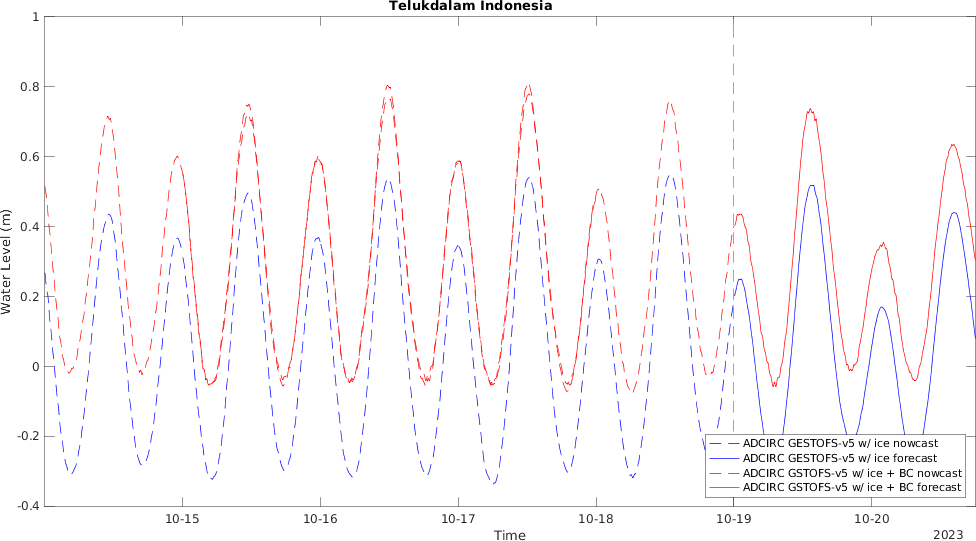 Telukdalam Indonesia
1
0.8
0.6
0.4
0.2
0
-0.2
-0.4
Water Level (m)
10-15
10-16
10-17
10-18
10-19
10-20
Time
2023
ADCIRC GESTOFS-v5 w/ ice nowcast
ADCIRC GESTOFS-v5 w/ ice forecast
ADCIRC GSTOFS-v5 w/ ice + BC nowcast
ADCIRC GSTOFS-v5 w/ ice + BC forecast